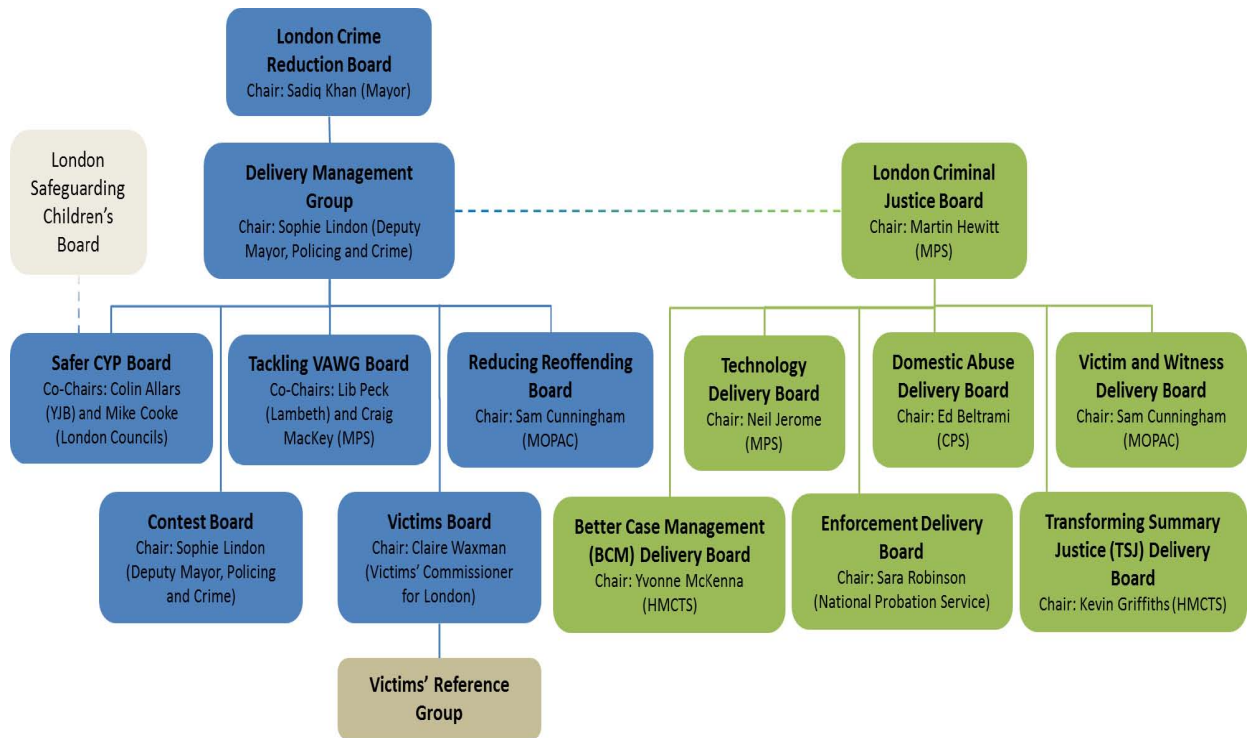 London Crime
Reduction Board
Chair: Sadiq Khan (Mayor)
London
Safeguarding
Children’s
Board
Delivery Management
Group
Chair: Sophie Lindon (Deputy
Mayor, Policing and Crime)
London Criminal
Justice Board
Chair: Martin Hewitt
(MPS)
Safer CYP Board
Co-Chairs: Colin Allars
(YJB) and Mike Cooke
(London Councils)
Tackling VAWG Board
Co-Chairs: Lib Peck
(Lambeth) and Craig
MacKey (MPS)
Reducing Reoffending
Board
Chair: Sam Cunningham
(MOPAC)
Technology
Delivery Board
Chair: Neil Jerome
(MPS)
Domestic Abuse
Delivery Board
Chair: Ed Beltrami
(CPS)
Victim and Witness
Delivery Board
Chair: Sam Cunningham
(MOPAC)
Contest Board
Chair: Sophie Lindon
(Deputy Mayor, Policing
and Crime)
Victims Board
Chair: Claire Waxman
(Victims’ Commissioner
for London)
Better Case Management
(BCM) Delivery Board
Chair: Yvonne McKenna
(HMCTS)
Enforcement Delivery
Board
Chair: Sara Robinson
(National Probation Service)
Transforming Summary
Justice (TSJ) Delivery
Board
Chair: Kevin Griffiths (HMCTS)
Victims’ Reference
Group